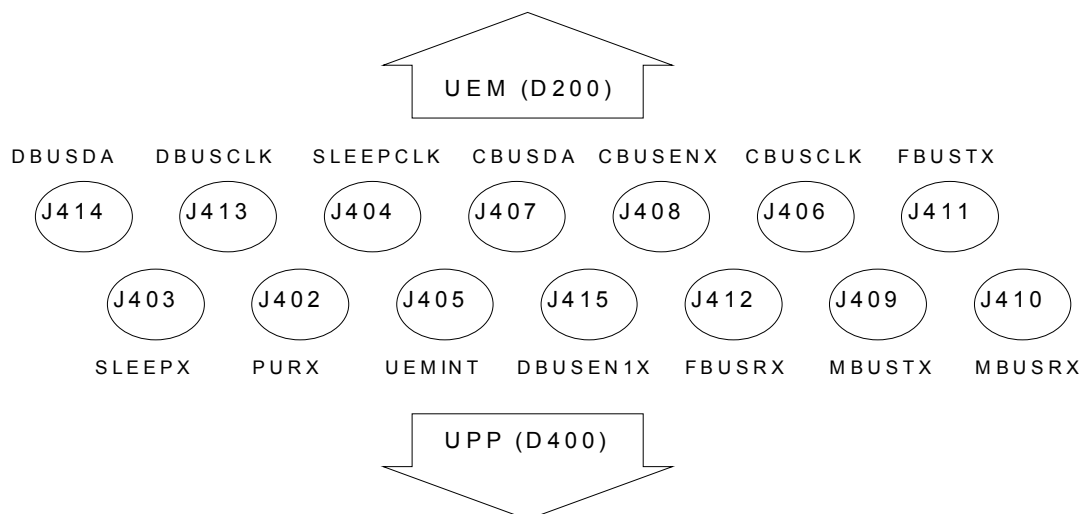 UEM (D200)
DBUSDA DBUSCLK SLEEPCLK CBUSDA CBUSENX CBUSCLK FBUSTX
J414 J413 J404 J407 J408 J406 J411
J403 J402 J405 J415 J412 J409 J410
SLEEPX PURX UEMINT DBUSEN1X FBUSRX MBUSTX MBUSRX
UPP (D400)